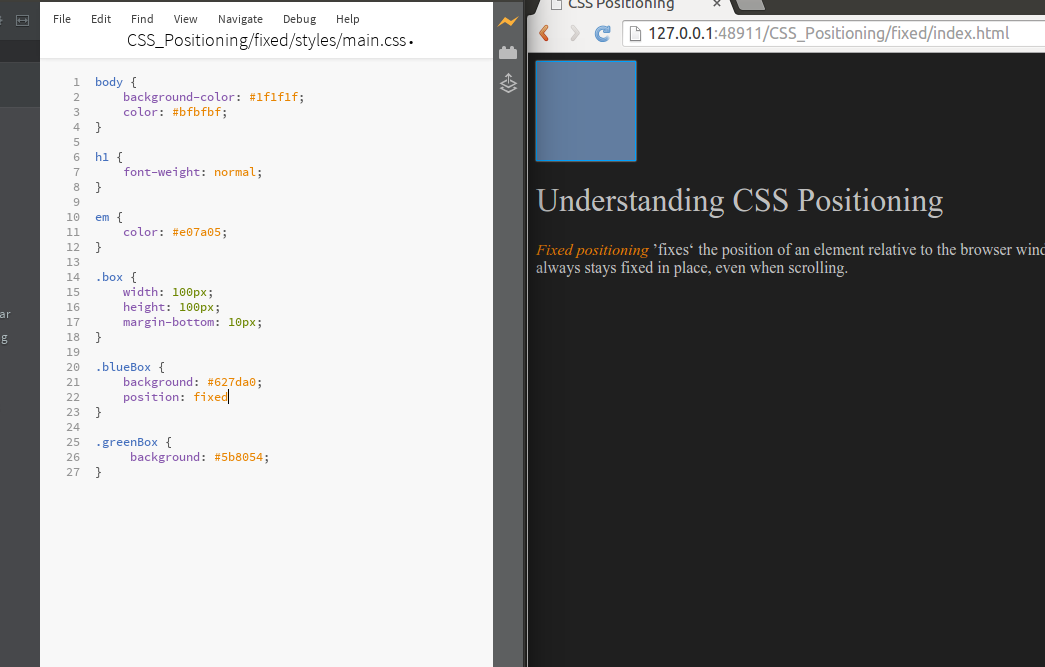 File Edit Find View Navigate Debug Help
CSS_Positioning/fixed/styles/main.css •
1 body {
2 background-color: #1f1f1f;
3 color: #bfbfbf;
4 }
5
6 h1 {
7 font-weight: normal;
8 }
9
10 em {
11 color: #e07a05;
12 }
13
14 .box {
15 width: 100px;
16 height: 100px;
17 margin-bottom: 10px;
18 }
19
20 .blueBox {
21 background: #627da0;
22 position: fixed
23 }
24
25 .greenBox {
26 background: #5b8054;
27 }
ar
g
CSS Positioning ×
127.0.0.1:48911/CSS_Positioning/fixed/index.html
Understanding CSS Positioning
Fixed positioning ’fixes‘ the position of an element relative to the browser wind
always stays fixed in place, even when scrolling.